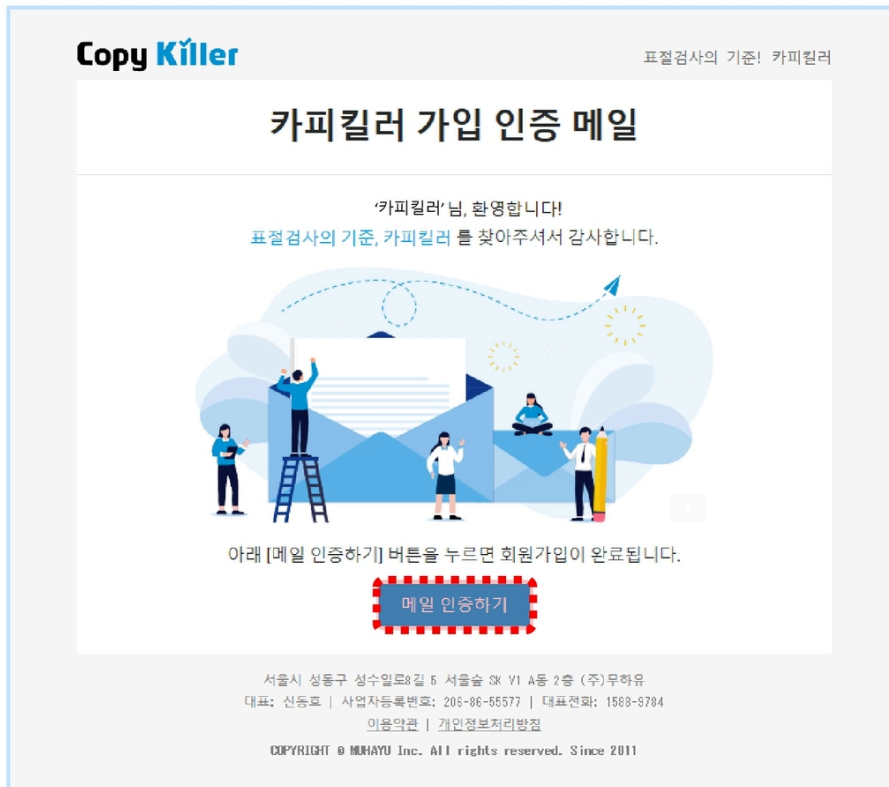 Copy Killer
표절검사의 기준! 카피킬러
카피킬러 가입 인증 메일
'카피킬러' 님, 환영합니다!
표절검사의 기준, 카피킬러 를 찾아주셔서 감사합니다.
아래 [메일 인증하기] 버튼을 누르면 회원가입이 완료됩니다.
메일 인증하기
서울시 성동구 성수일로8길 5 서울숲 SK V1 A동 2층 (주)무하유
대표: 신동호 | 사업자등록번호: 206-86-55577 | 대표전화: 1588-9784
이용약관 | 개인정보처리방침
COPYRIGHT @ MUHAYU Inc. All rights reserved. Since 2011